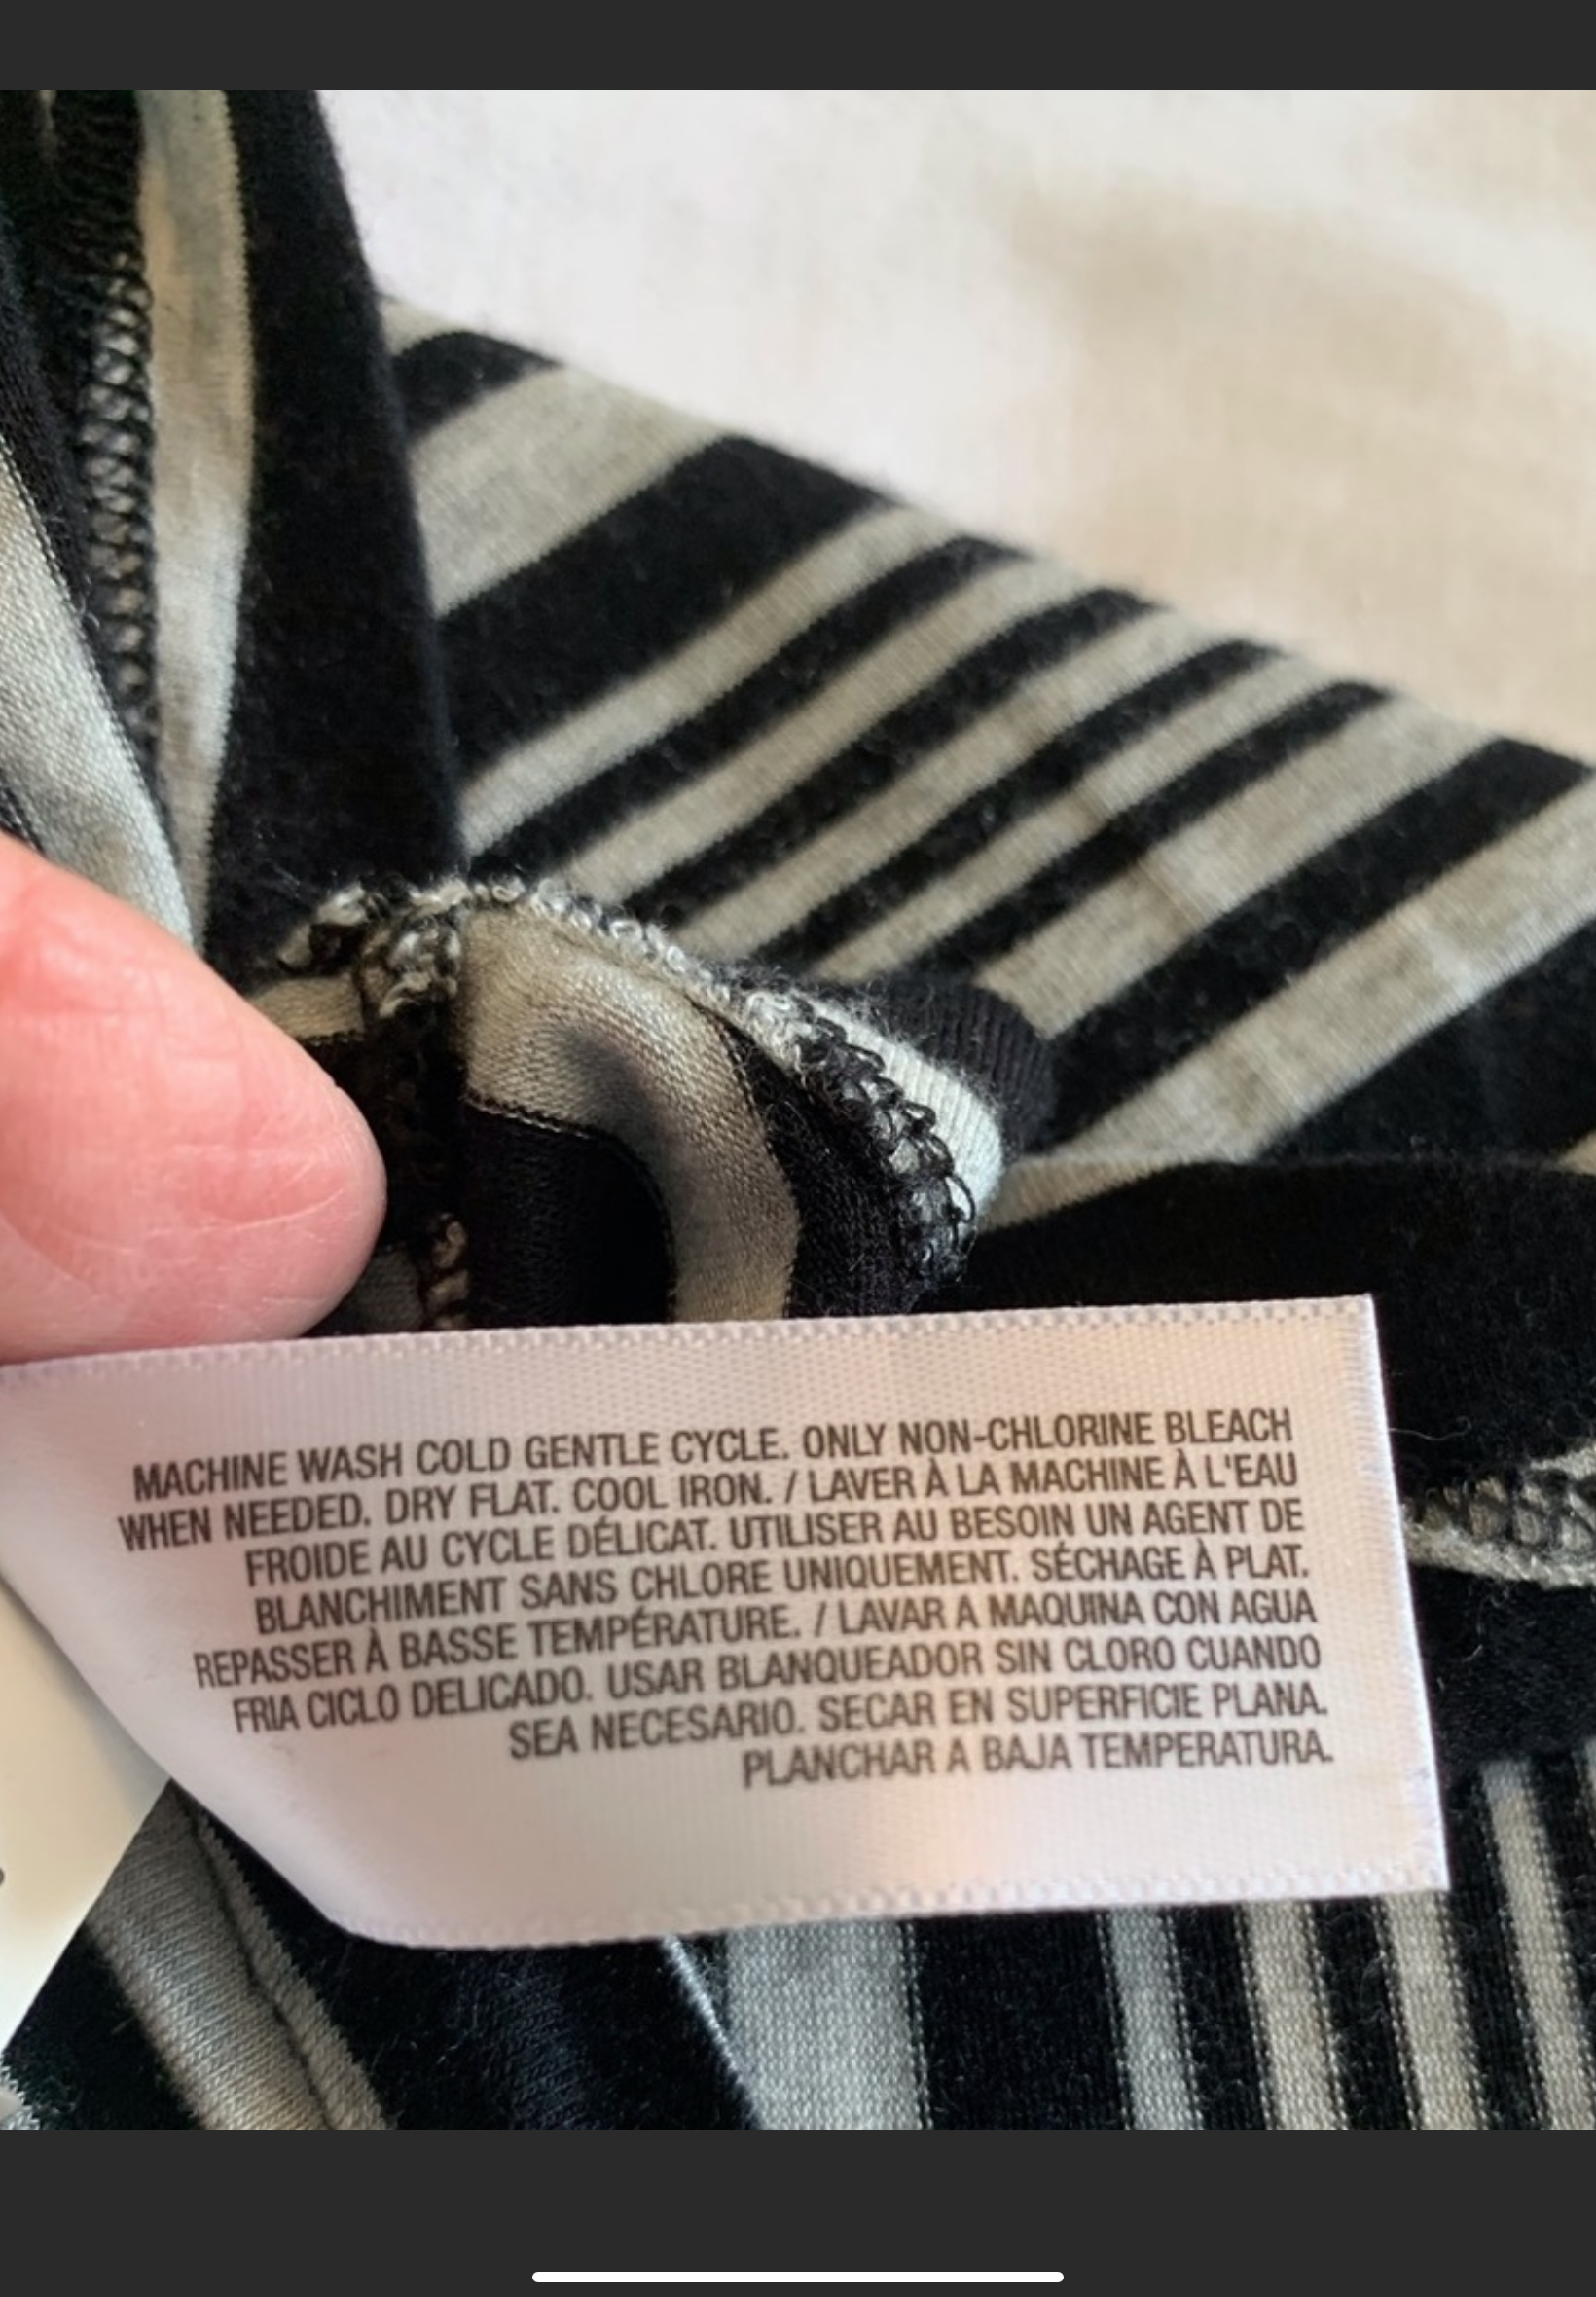 MACHINE WASH COLD GENTLE CYCLE. ONLY NON-CHLORINE BLEACH
WHEN NEEDED. DRY FLAT. COOL IRON. / LAVER À LA MACHINE À L'EAU
FROIDE AU CYCLE DÉLICAT. UTILISER AU BESOIN UN AGENT DE
BLANCHIMENT SANS CHLORE UNIQUEMENT. SÉCHAGE À PLAT.
REPASSER À BASSE TEMPÉRATURE. / LAVAR A MAQUINA CON AGUA
FRIA CICLO DELICADO. USAR BLANQUEADOR SIN CLORO CUANDO
SEA NECESARIO. SECAR EN SUPERFICIE PLANA.
PLANCHAR A BAJA TEMPERATURA.